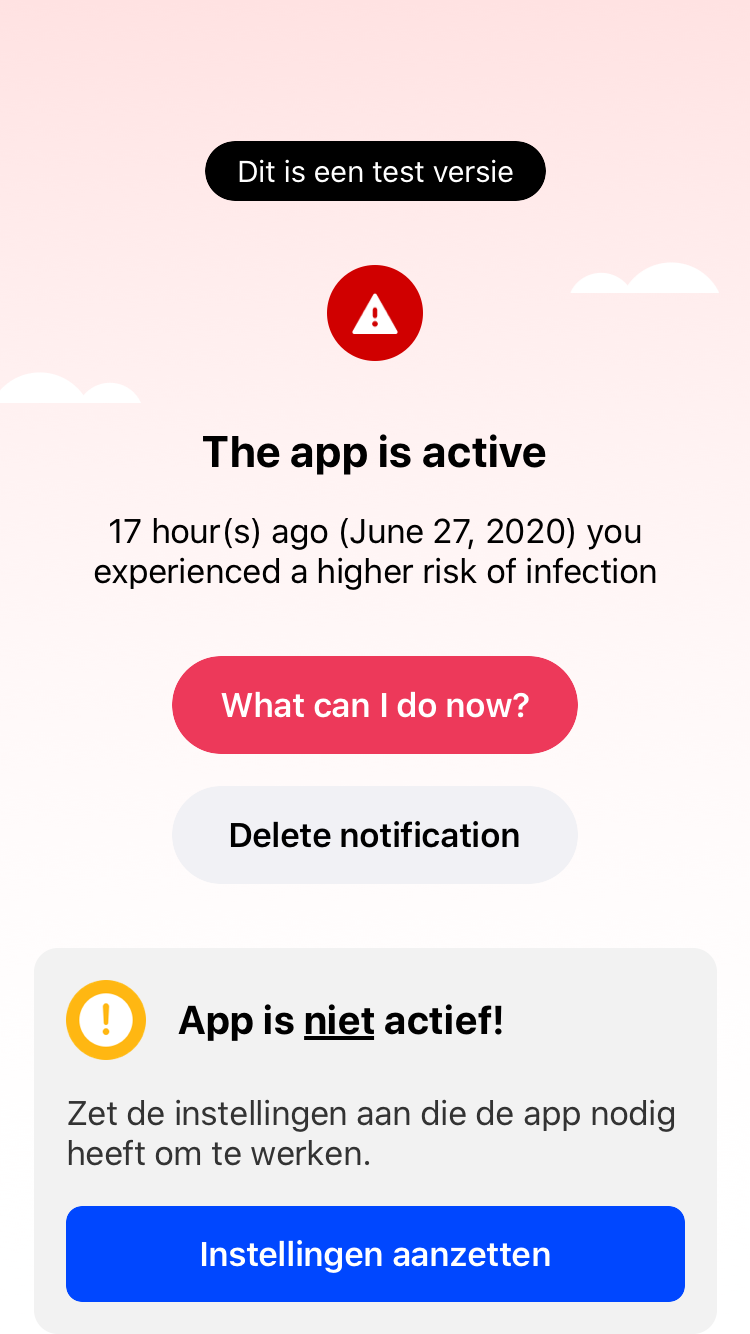 Dit is een test versie
The app is active
17 hour(s) ago (June 27, 2020) you
experienced a higher risk of infection
What can I do now?
Delete notification
App is niet actief!
Zet de instellingen aan die de app nodig
heeft om te werken.
Instellingen aanzetten